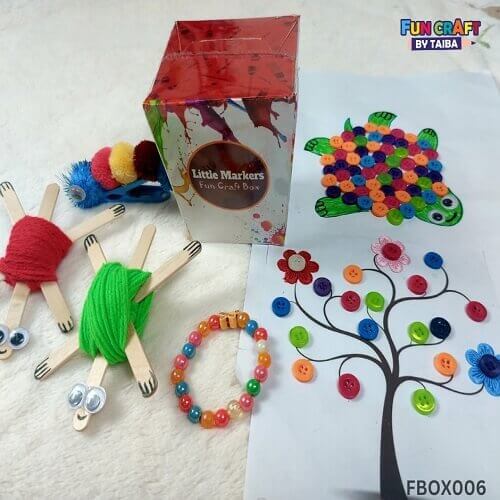 FUN CRAFT
BY TAIBA
Little Markers
Fun Craft Box
FBOX006